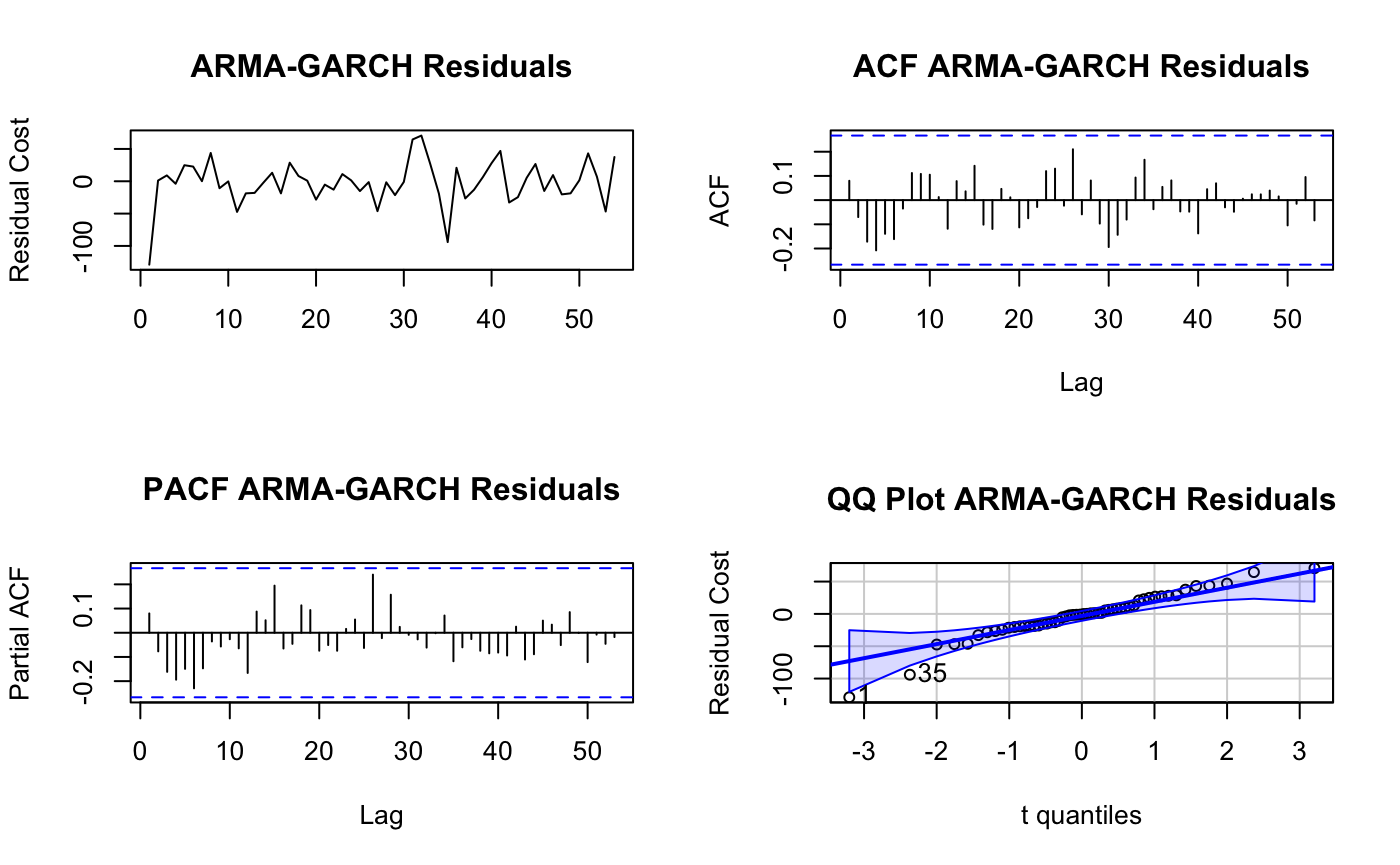 ARMA-GARCH Residuals
Residual Cost
0
-100
0 10 20 30 40 50
ACF ARMA-GARCH Residuals
ACF
0.1
-0.2
0 10 20 30 40 50
Lag
PACF ARMA-GARCH Residuals
Partial ACF
0.1
-0.2
0 10 20 30 40 50
Lag
QQ Plot ARMA-GARCH Residuals
Residual Cost
0
-100
35
1
-3 -2 -1 0 1 2 3
t quantiles